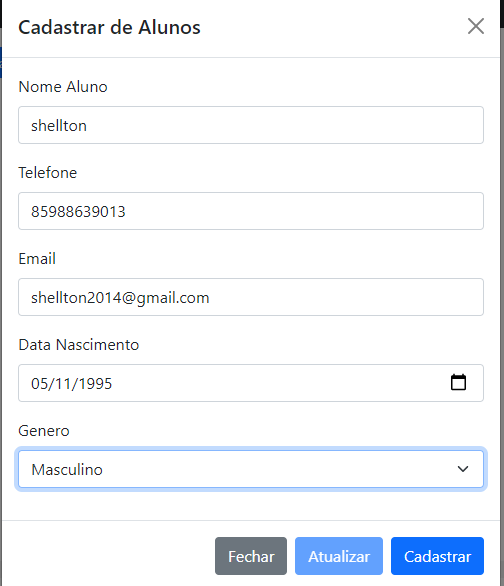 Cadastrar de Alunos
Nome Aluno
shellton
Telefone
85988639013
Email
shellton2014@gmail.com
Data Nascimento
05/11/1995
Genero
Masculino
Fechar
Atualizar
Cadastrar